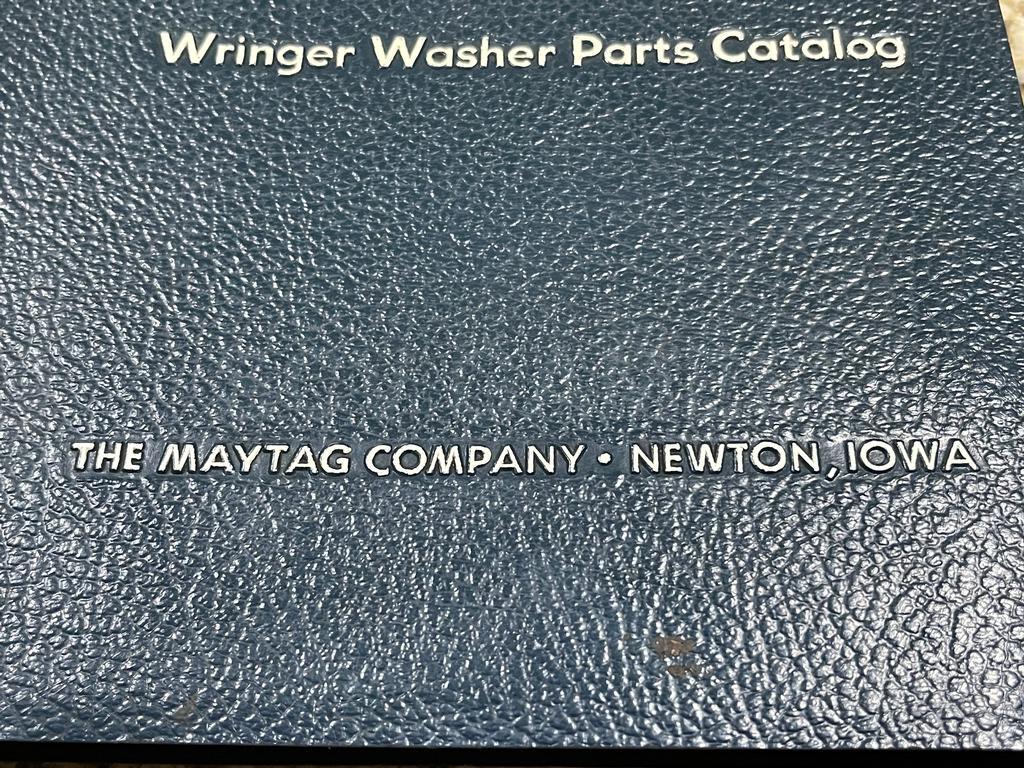 Wringer Washer Parts Catalog
THE MAYTAG COMPANY • NEWTON, IOWA